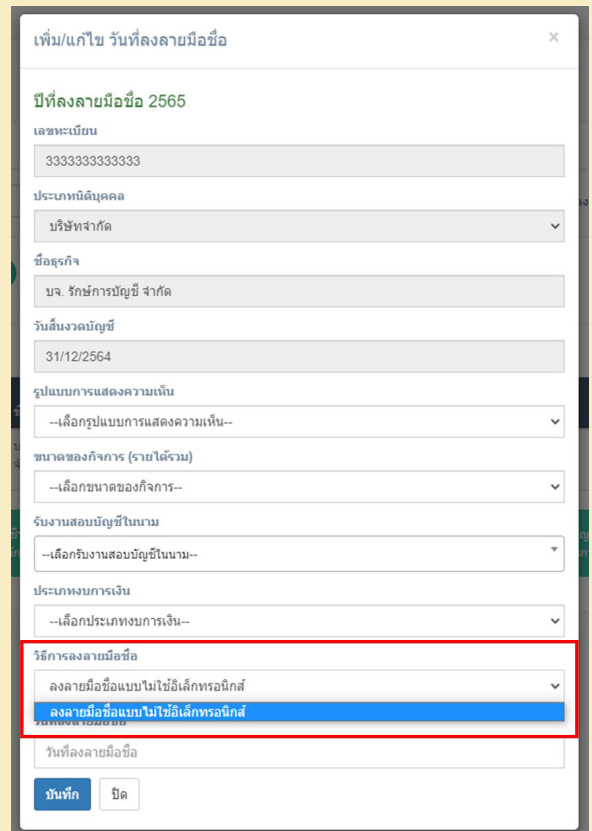 เพิ่ม/แก้ไข วันที่ลงลายมือชื่อ
×
ปีที่ลงลายมือชื่อ 2565
เลขทะเบียน
3333333333333
ประเภทนิติบุคคล
บริษัทจำกัด
ชื่อธุรกิจ
บจ. รักษ์การบัญชี จำกัด
วันสิ้นงวดบัญชี
31/12/2564
รูปแบบการแสดงความเห็น
--เลือกรูปแบบการแสดงความเห็น--
ขนาดของกิจการ (รายได้รวม)
--เลือกขนาดของกิจการ--
รับงานสอบบัญชีในนาม
--เลือกรับงานสอบบัญชีในนาม--
ประเภทงบการเงิน
--เลือกประเภทงบการเงิน--
วิธีการลงลายมือชื่อ
ลงลายมือชื่อแบบไม่ใช้อิเล็กทรอนิกส์
ลงลายมือชื่อแบบไม่ใช้อิเล็กทรอนิกส์
วันที่ลงลายมือชื่อ
วันที่ลงลายมือชื่อ
บันทึก ปิด